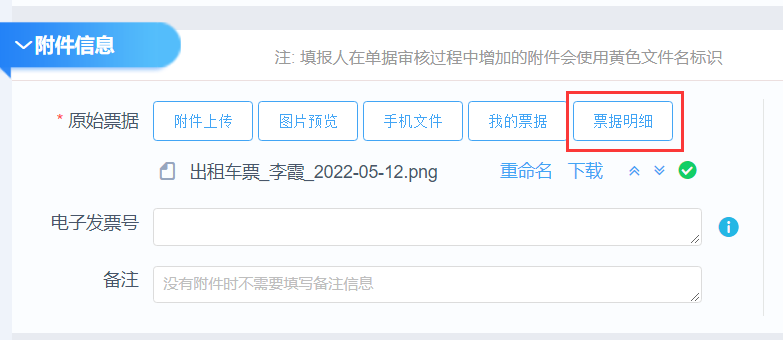 附件信息
注: 填报人在单据审核过程中增加的附件会使用黄色文件名标识
* 原始票据 附件上传 图片预览 手机文件 我的票据 票据明细
出租车票_李霞_2022-05-12.png 重命名 下载
电子发票号
备注 没有附件时不需要填写备注信息